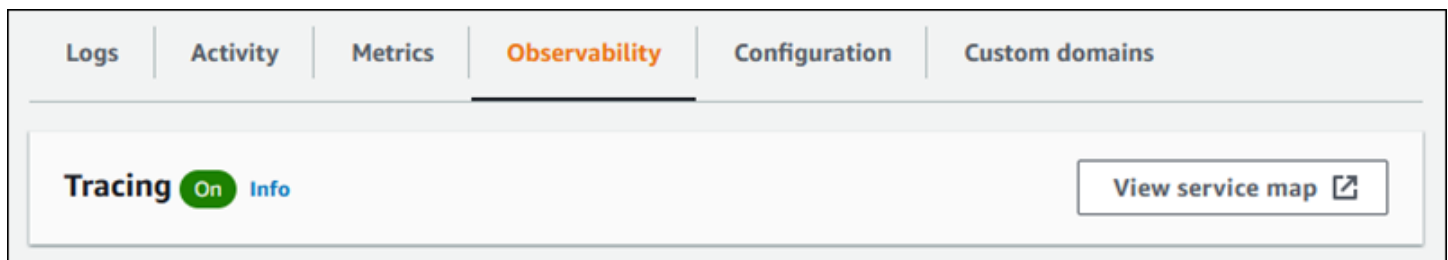 Logs Activity Metrics Observability Configuration Custom domains
Tracing On Info View service map